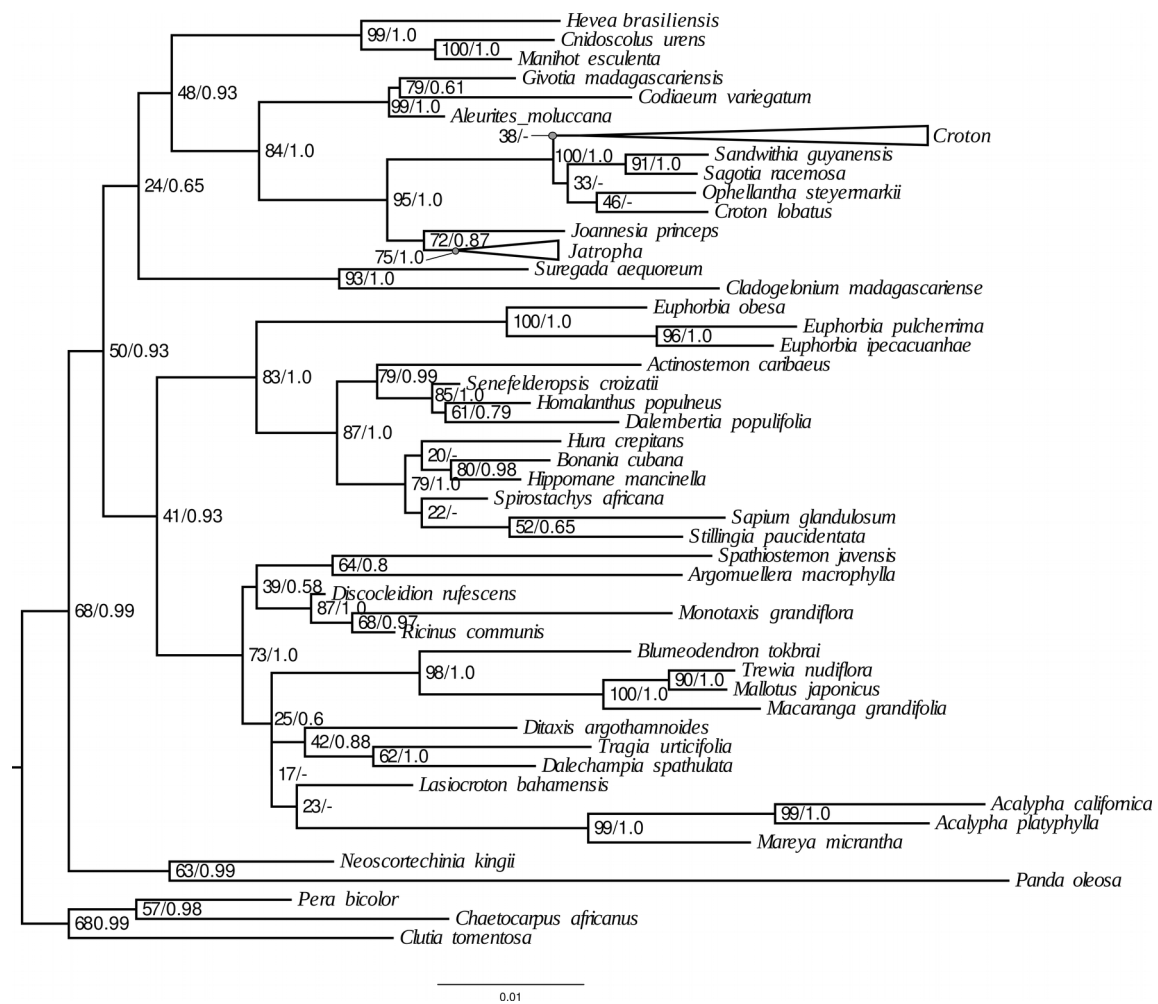 Hevea brasiliensis
99/1.0
Cnidoscolus urens
100/1.0
Manihot esculenta
Givotia madagascariensis
79/0.61
48/0.93
Codiaeum variegatum
99/1.0
Aleurites_moluccana
38/-
Croton
84/1.0
100/1.0
Sandwithia guyanensis
91/1.0
Sagotia racemosa
24/0.65
33/-
Ophellantha steyermarkii
95/1.0
46/-
Croton lobatus
Joannesia princeps
72/0.87
75/1.0
Jatropha
Suregada aequoreum
93/1.0
Cladogelonium madagascariense
Euphorbia obesa
100/1.0
Euphorbia pulcherrima
96/1.0
Euphorbia ipecacuanhae
50/0.93
Actinostemon caribaeus
83/1.0
79/0.99
Senefelderopsis croizatii
85/1.0
Homalanthus populneus
61/0.79
Dalembertia populifolia
87/1.0
Hura crepitans
20/-
Bonania cubana
80/0.98
Hippomane mancinella
79/1.0
Spirostachys africana
22/-
41/0.93
Sapium glandulosum
52/0.65
Stillingia paucidentata
Spathiostemon javensis
64/0.8
Argomuellera macrophylla
39/0.58
Discocleidion rufescens
87/1.0
Monotaxis grandiflora
68/0.97
Ricinus communis
68/0.99
73/1.0
Blumeodendron tokbrai
98/1.0
Trewia nudiflora
90/1.0
Mallotus japonicus
100/1.0
Macaranga grandifolia
25/0.6
Ditaxis argothamnoides
42/0.88
Tragia urticifolia
62/1.0
Dalechampia spathulata
17/-
Lasiocroton bahamensis
23/-
Acalypha californica
99/1.0
Acalypha platyphylla
99/1.0
Mareya micrantha
Neoscortechinia kingii
63/0.99
Panda oleosa
Pera bicolor
57/0.98
Chaetocarpus africanus
680.99
Clutia tomentosa
0.01